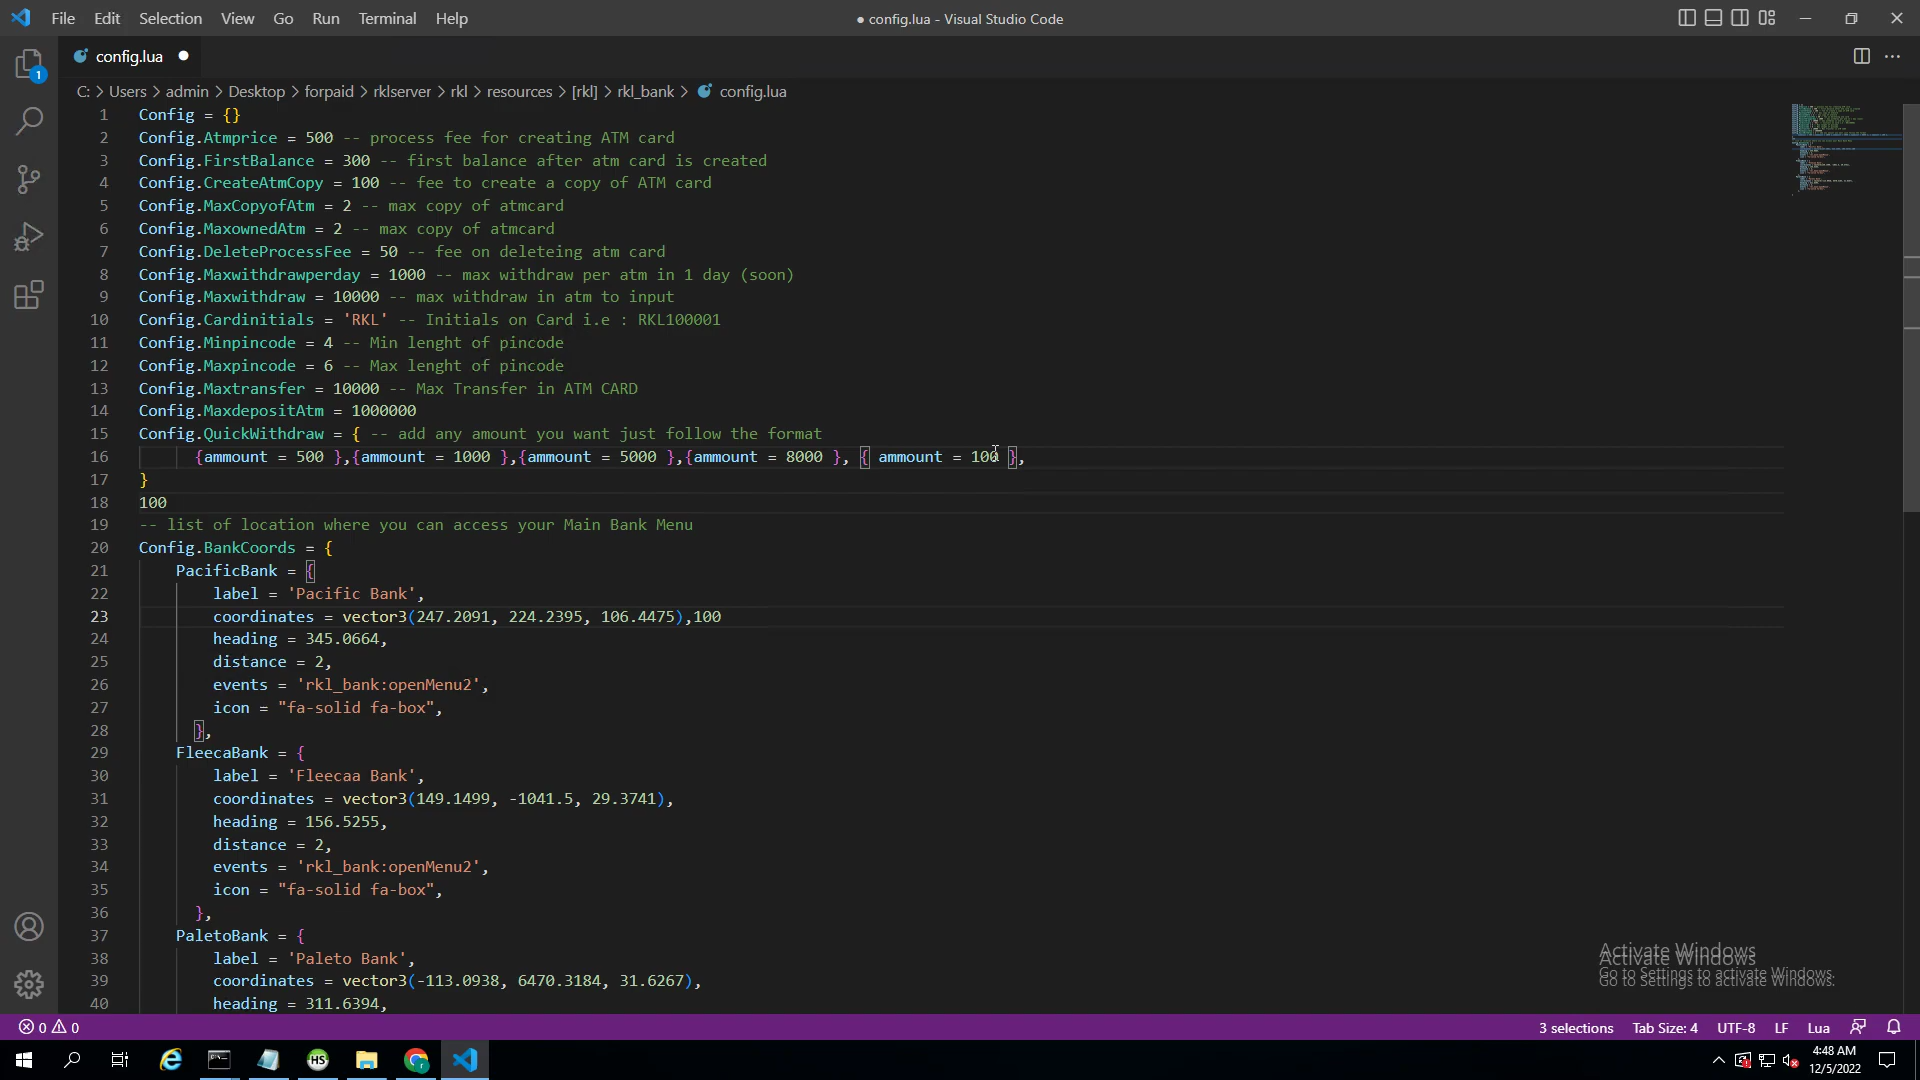 File Edit Selection View Go Run Terminal Help ● config.lua - Visual Studio Code
config.lua ●
C: > Users > admin > Desktop > forpaid > rklserver > rkl > resources > [rkl] > rkl_bank > config.lua
1 Config = {}
2 Config.Atmprice = 500 -- process fee for creating ATM card
3 Config.FirstBalance = 300 -- first balance after atm card is created
4 Config.CreateAtmCopy = 100 -- fee to create a copy of ATM card
5 Config.MaxCopyofAtm = 2 -- max copy of atmcard
6 Config.MaxownedAtm = 2 -- max copy of atmcard
7 Config.DeleteProcessFee = 50 -- fee on deleteing atm card
8 Config.Maxwithdrawperday = 1000 -- max withdraw per atm in 1 day (soon)
9 Config.Maxwithdraw = 10000 -- max withdraw in atm to input
10 Config.Cardinitials = 'RKL' -- Initials on Card i.e : RKL100001
11 Config.Minpincode = 4 -- Min lenght of pincode
12 Config.Maxpincode = 6 -- Max lenght of pincode
13 Config.Maxtransfer = 10000 -- Max Transfer in ATM CARD
14 Config.MaxdepositAtm = 1000000
15 Config.QuickWithdraw = { -- add any amount you want just follow the format
16 {ammount = 500 },{ammount = 1000 },{ammount = 5000 },{ammount = 8000 }, { ammount = 100 },
17 }
18 100
19 -- list of location where you can access your Main Bank Menu
20 Config.BankCoords = {
21 PacificBank = {
22 label = 'Pacific Bank',
23 coordinates = vector3(247.2091, 224.2395, 106.4475),100
24 heading = 345.0664,
25 distance = 2,
26 events = 'rkl_bank:openMenu2',
27 icon = "fa-solid fa-box",
28 },
29 FleecaBank = {
30 label = 'Fleecaa Bank',
31 coordinates = vector3(149.1499, -1041.5, 29.3741),
32 heading = 156.5255,
33 distance = 2,
34 events = 'rkl_bank:openMenu2',
35 icon = "fa-solid fa-box",
36 },
37 PaletoBank = {
38 label = 'Paleto Bank',
39 coordinates = vector3(-113.0938, 6470.3184, 31.6267),
40 heading = 311.6394,
Activate Windows
Activate Windows
Go to Settings to activate Windows.
0 0 3 selections Tab Size: 4 UTF-8 LF Lua
HS
4:48 AM
12/5/2022
1